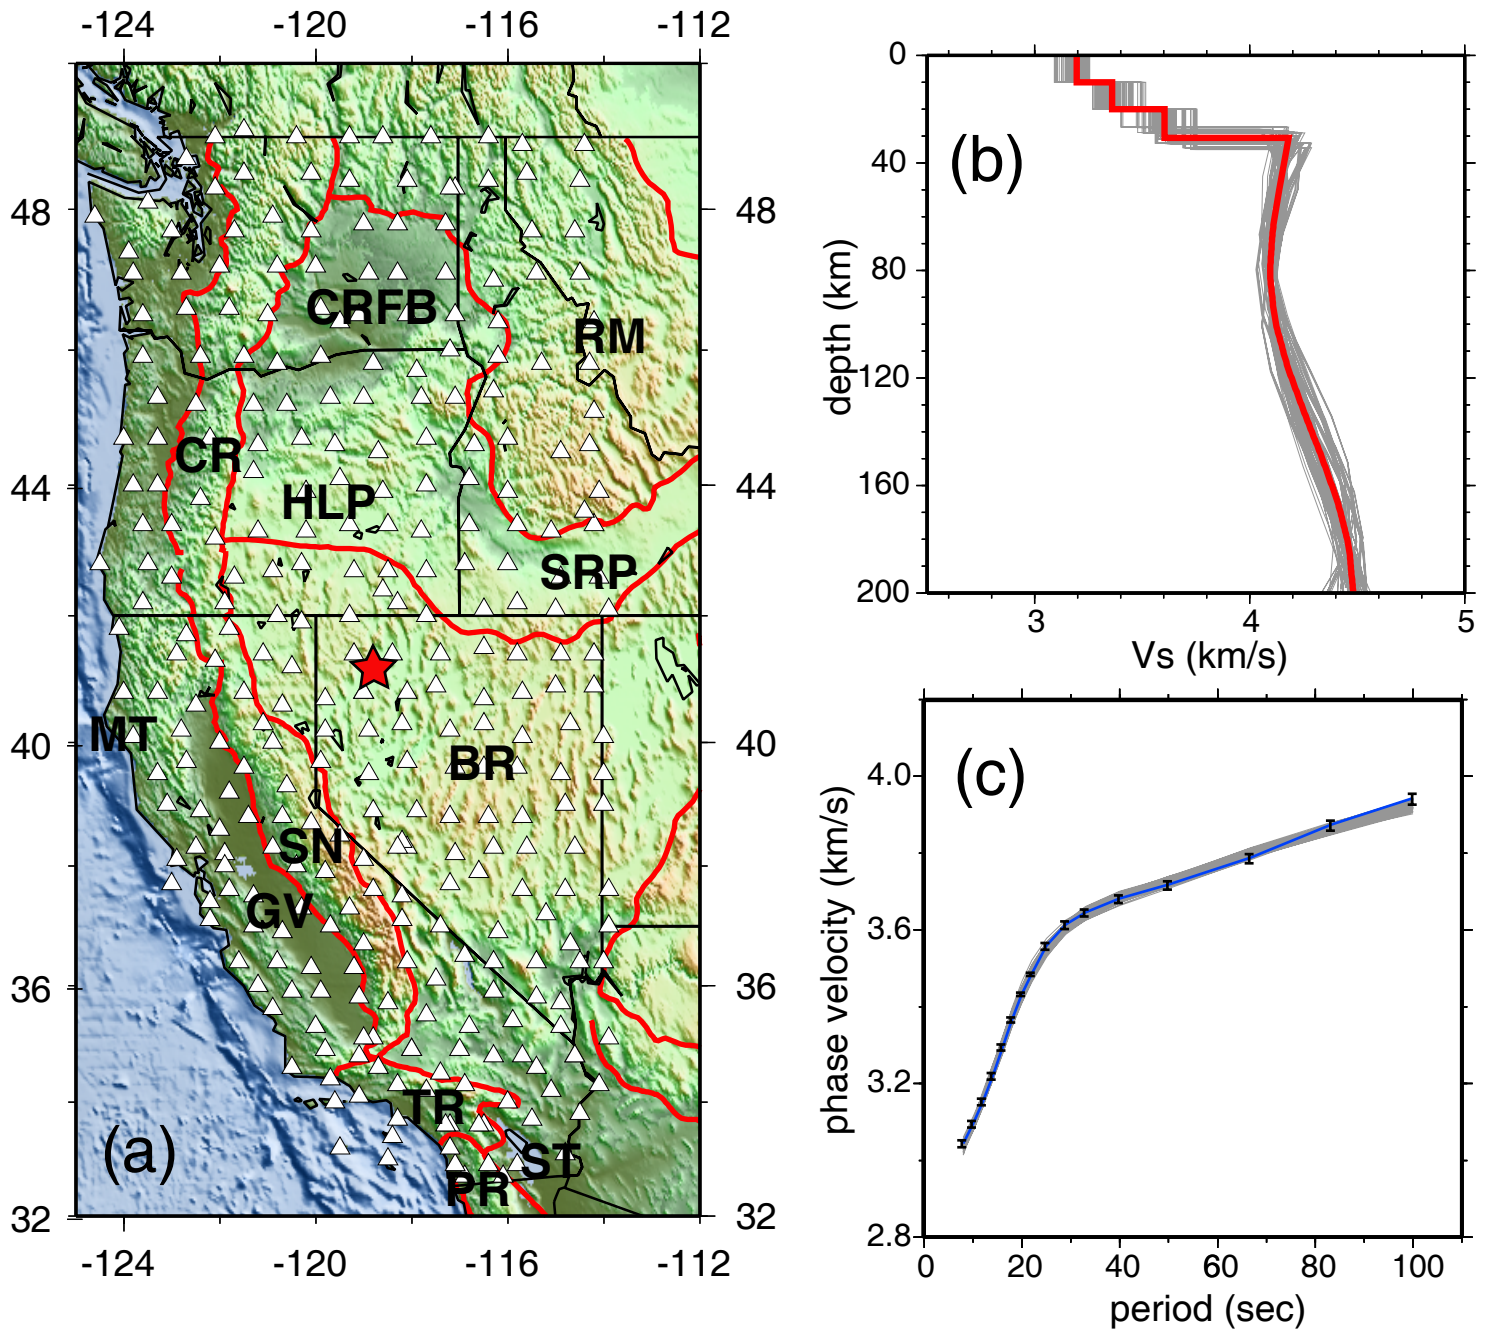 -124 -120 -116 -112
48 48
44 44
40 40
36 36
32 32
-124 -120 -116 -112
CRFB
RM
CR
HLP
SRP
MT
BR
SN
GV
TR
ST
PR
(a)
0
40
80
120
160
200
depth (km)
(b)
3 4 5
Vs (km/s)
4.0
3.6
3.2
2.8
phase velocity (km/s)
(c)
0 20 40 60 80 100
period (sec)